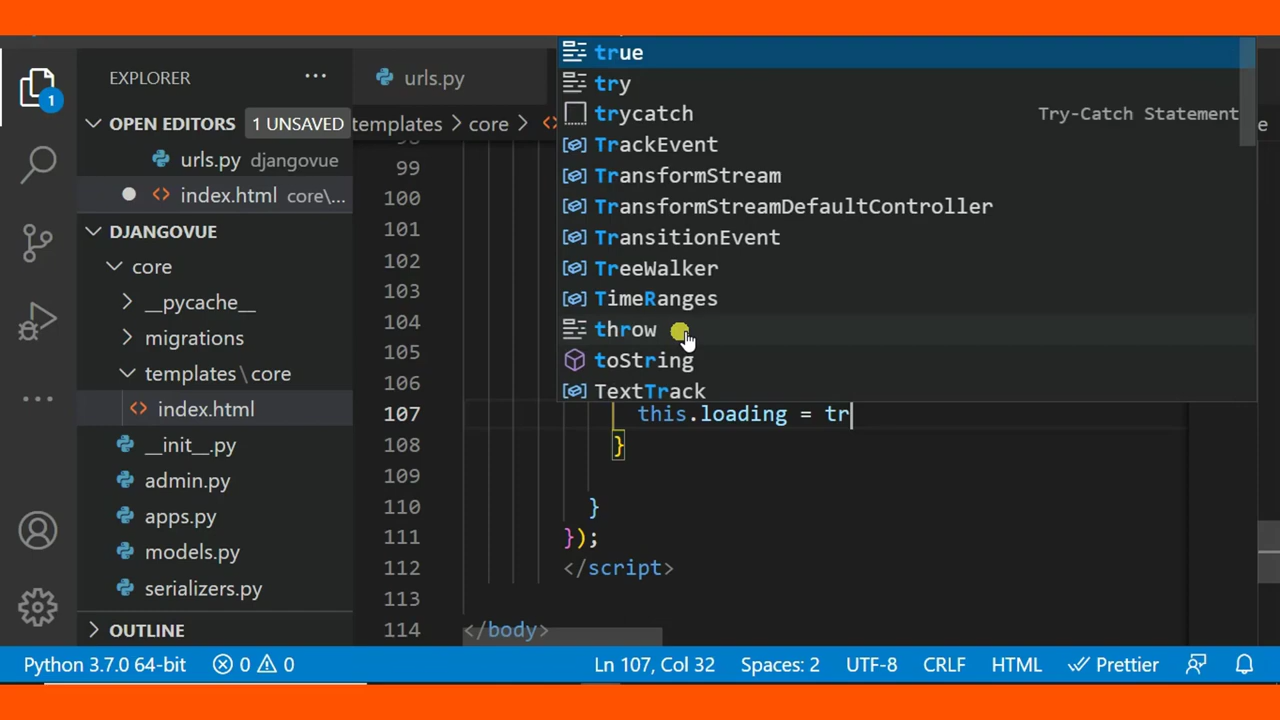 EXPLORER
···
urls.py
OPEN EDITORS
1 UNSAVED
urls.py djangovue
index.html core\...
DJANGOVUE
core
__pycache__
migrations
templates\core
index.html
__init__.py
admin.py
apps.py
models.py
serializers.py
OUTLINE
templates > core > <>
true
try
trycatch Try-Catch Statement
TrackEvent
TransformStream
TransformStreamDefaultController
TransitionEvent
TreeWalker
TimeRanges
throw
toString
TextTrack
99
100
101
102
103
104
105
106
107 this.loading = tr
108 }
109
110 }
111 });
112 </script>
113
114 </body>
1
Python 3.7.0 64-bit
0
0
Ln 107, Col 32
Spaces: 2
UTF-8
CRLF
HTML
Prettier